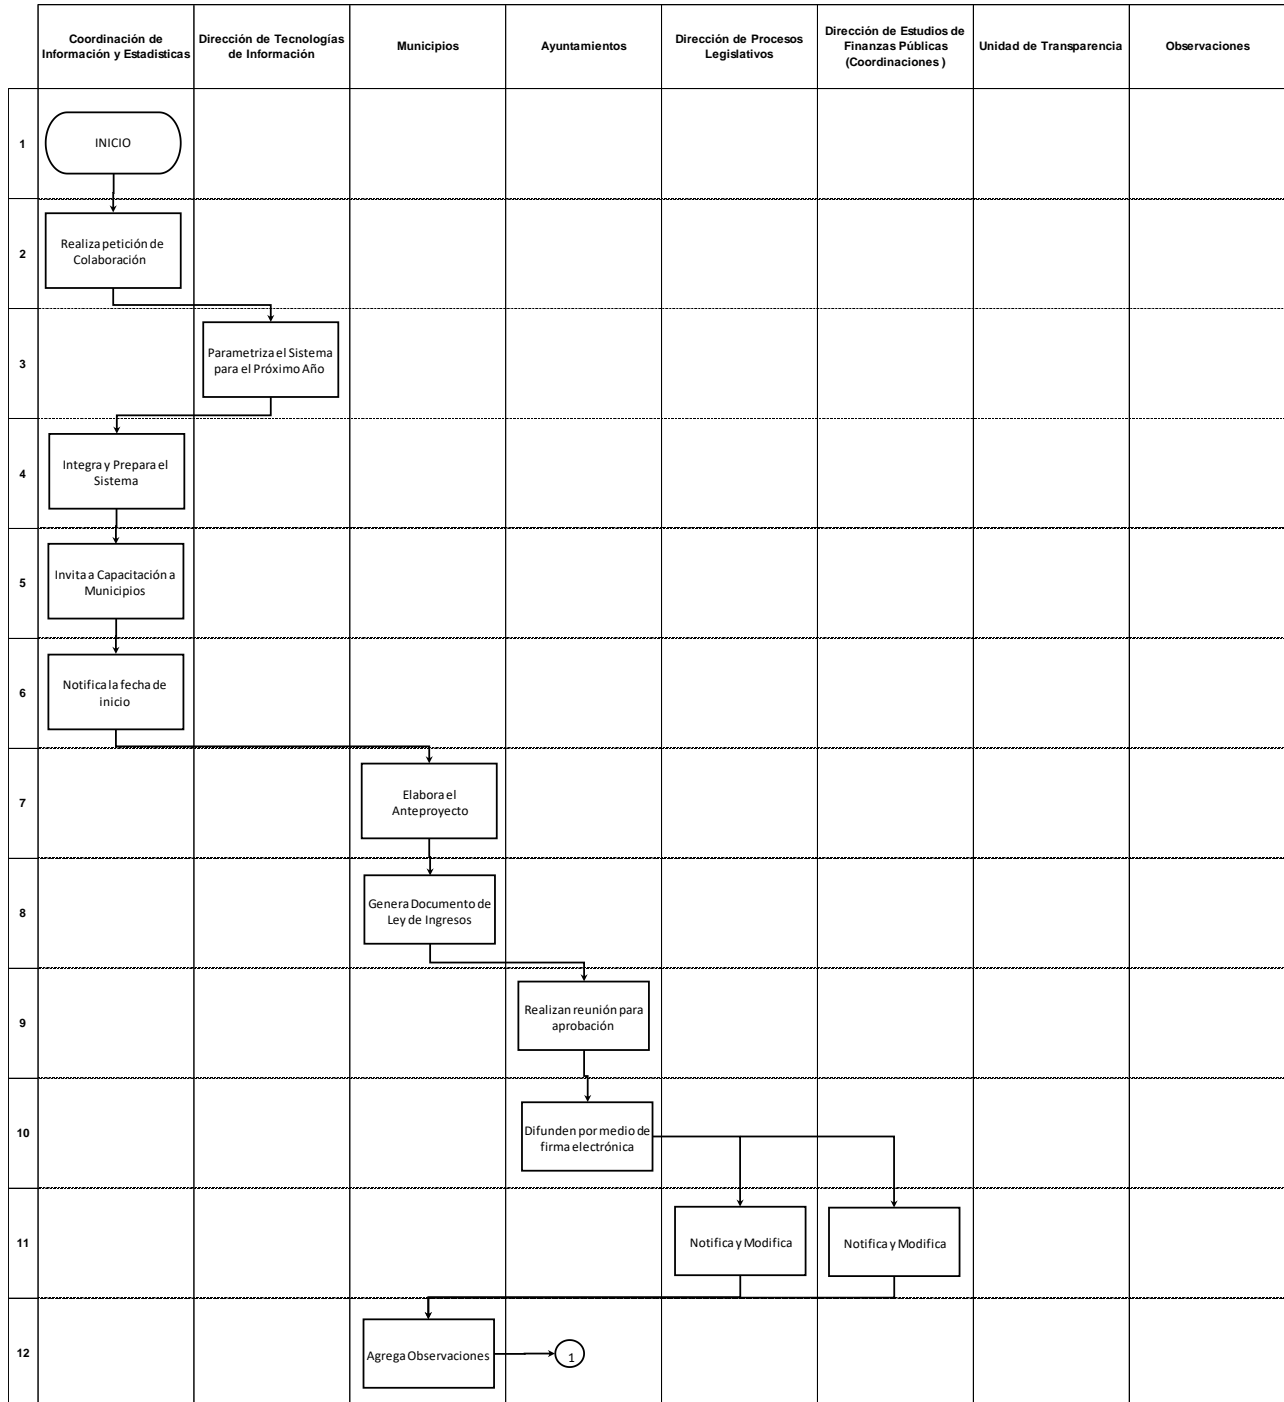 Coordinación de
Información y Estadisticas
Dirección de Tecnologías
de Información
Municipios
Ayuntamientos
Dirección de Procesos
Legislativos
Dirección de Estudios de
Finanzas Públicas
(Coordinaciones )
Unidad de Transparencia
Observaciones
1
INICIO
2
Realiza petición de
Colaboración
3
Parametriza el Sistema
para el Próximo Año
4
Integra y Prepara el
Sistema
5
Invita a Capacitación a
Municipios
6
Notifica la fecha de
inicio
7
Elabora el
Anteproyecto
8
Genera Documento de
Ley de Ingresos
9
Realizan reunión para
aprobación
10
Difunden por medio de
firma electrónica
11
Notifica y Modifica
Notifica y Modifica
12
Agrega Observaciones
1